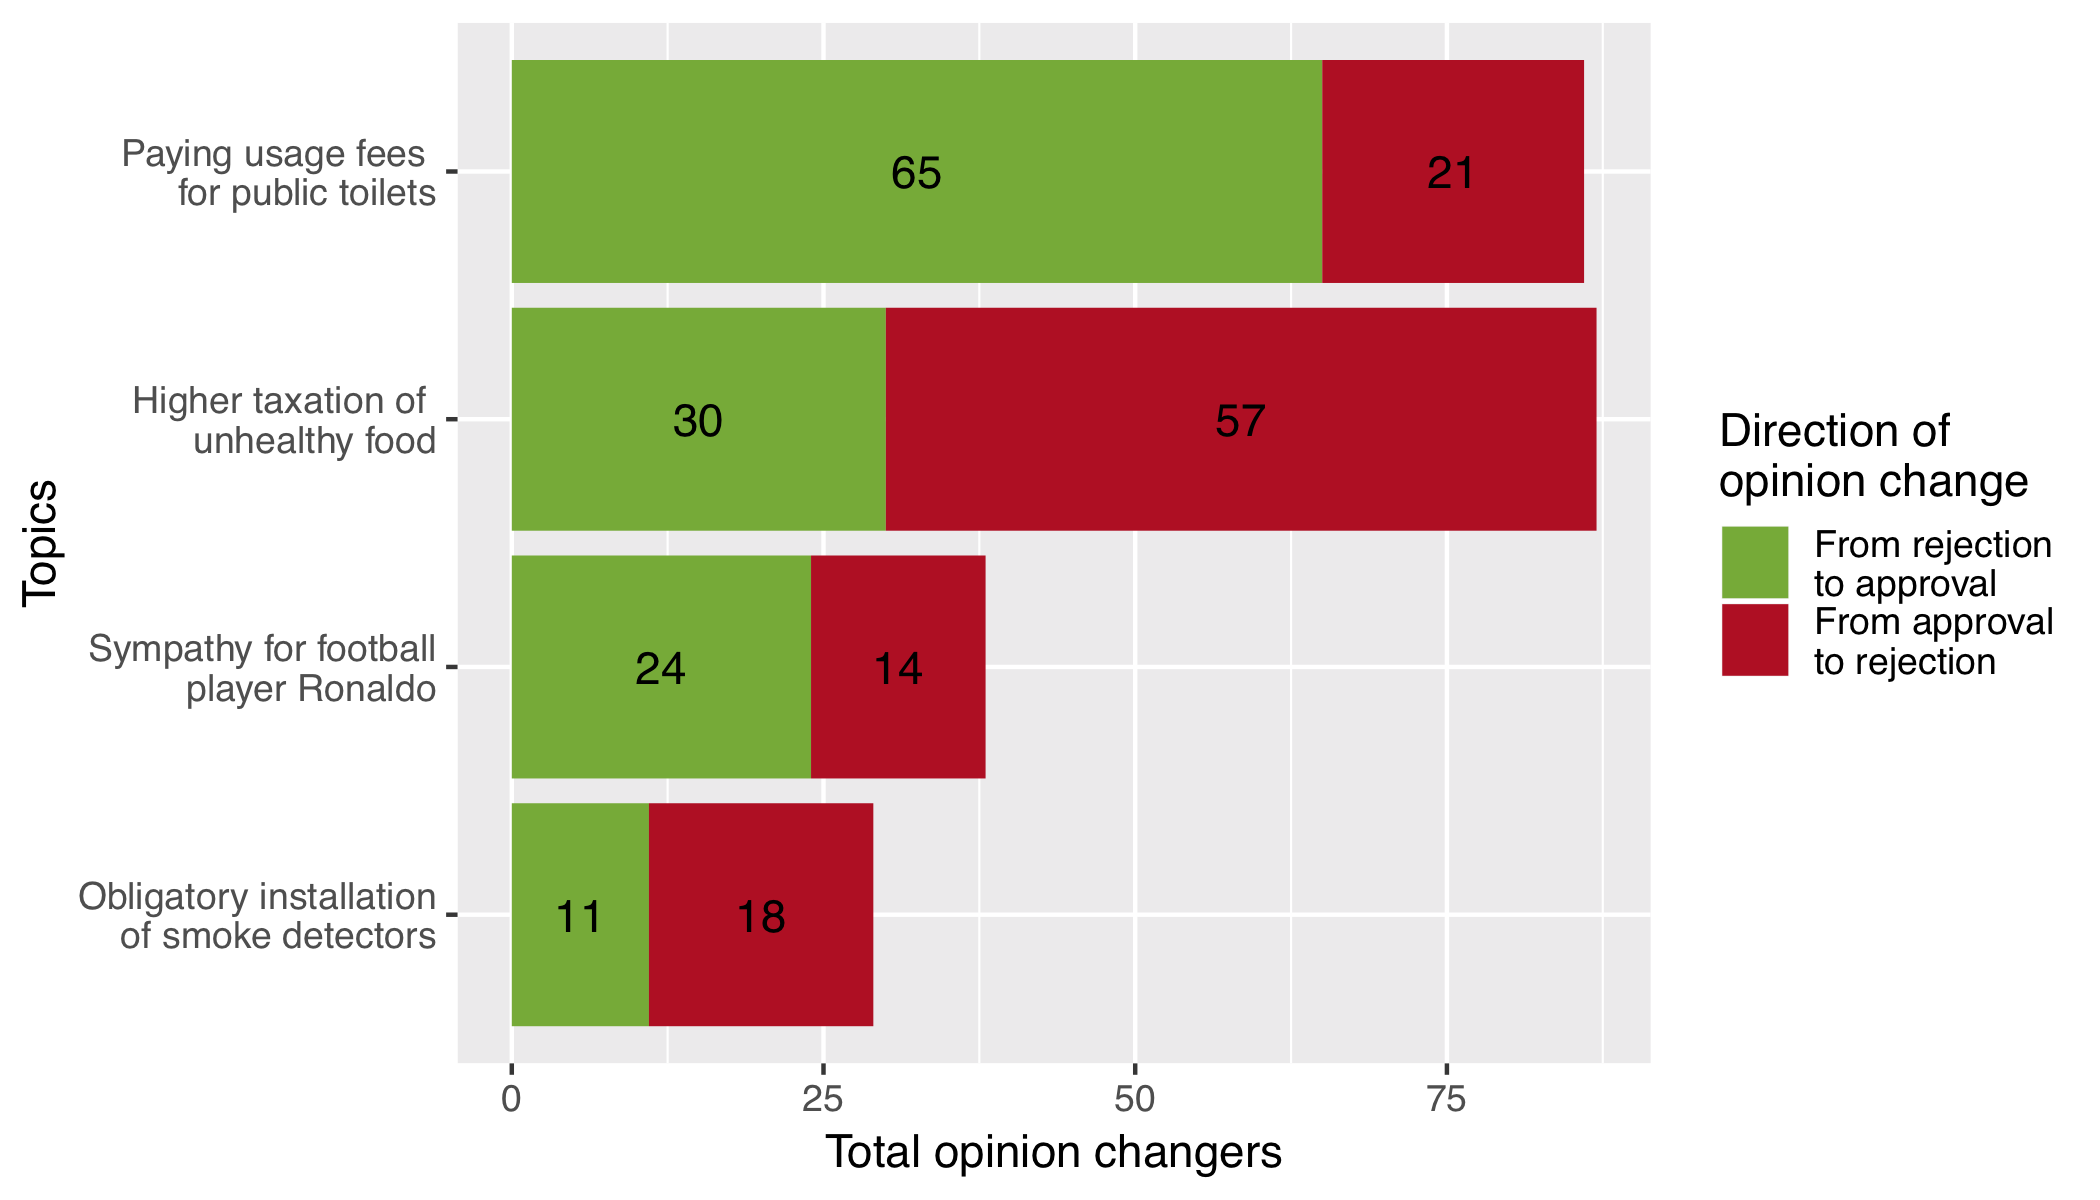 Paying usage fees
for public toilets
65
21
Higher taxation of
unhealthy food
30
57
Sympathy for football
player Ronaldo
24
14
Obligatory installation
of smoke detectors
11
18
Topics
0
25
50
75
Total opinion changers
Direction of
opinion change
From rejection
to approval
From approval
to rejection